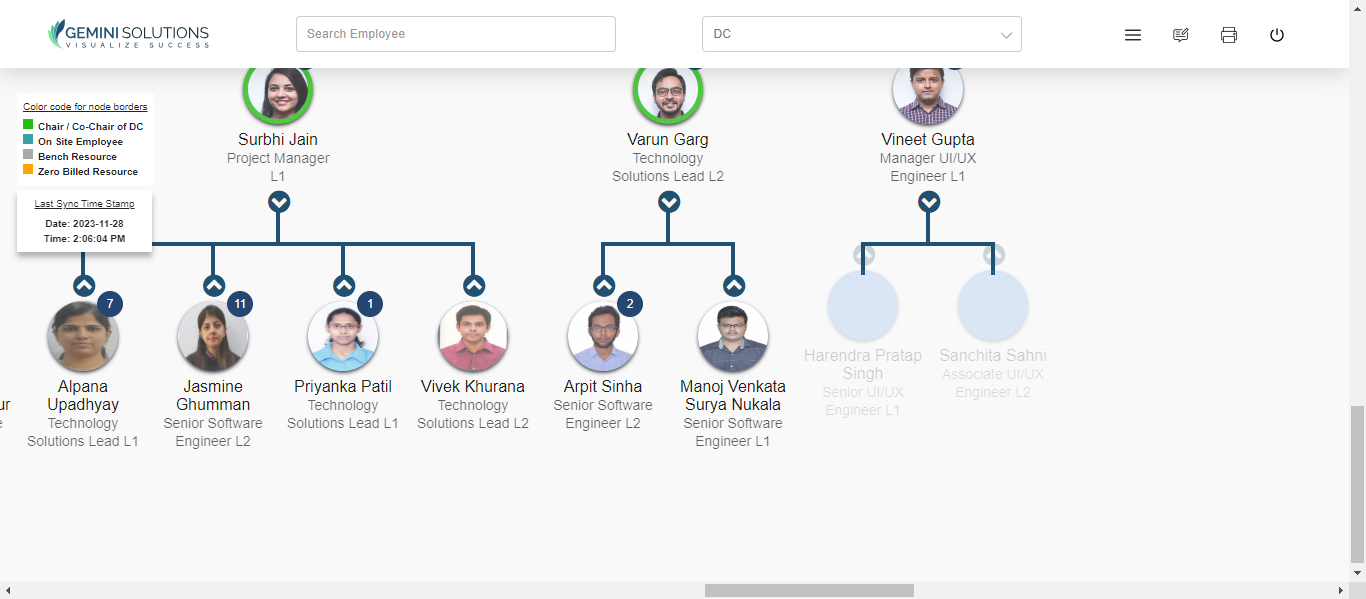 GEMINI SOLUTIONS
VISUALIZE SUCCESS
Search Employee
DC
Color code for node borders
Chair / Co-Chair of DC
On Site Employee
Bench Resource
Zero Billed Resource
Last Sync Time Stamp
Date: 2023-11-28
Time: 2:06:04 PM
Surbhi Jain
Project Manager
L1
Varun Garg
Technology
Solutions Lead L2
Vineet Gupta
Manager UI/UX
Engineer L1
7
Alpana
Upadhyay
Technology
Solutions Lead L1
11
Jasmine
Ghumman
Senior Software
Engineer L2
1
Priyanka Patil
Technology
Solutions Lead L1
Vivek Khurana
Technology
Solutions Lead L2
2
Arpit Sinha
Senior Software
Engineer L2
Manoj Venkata
Surya Nukala
Senior Software
Engineer L1
Harendra Pratap
Singh
Senior UI/UX
Engineer L1
Sanchita Sahni
Associate UI/UX
Engineer L2